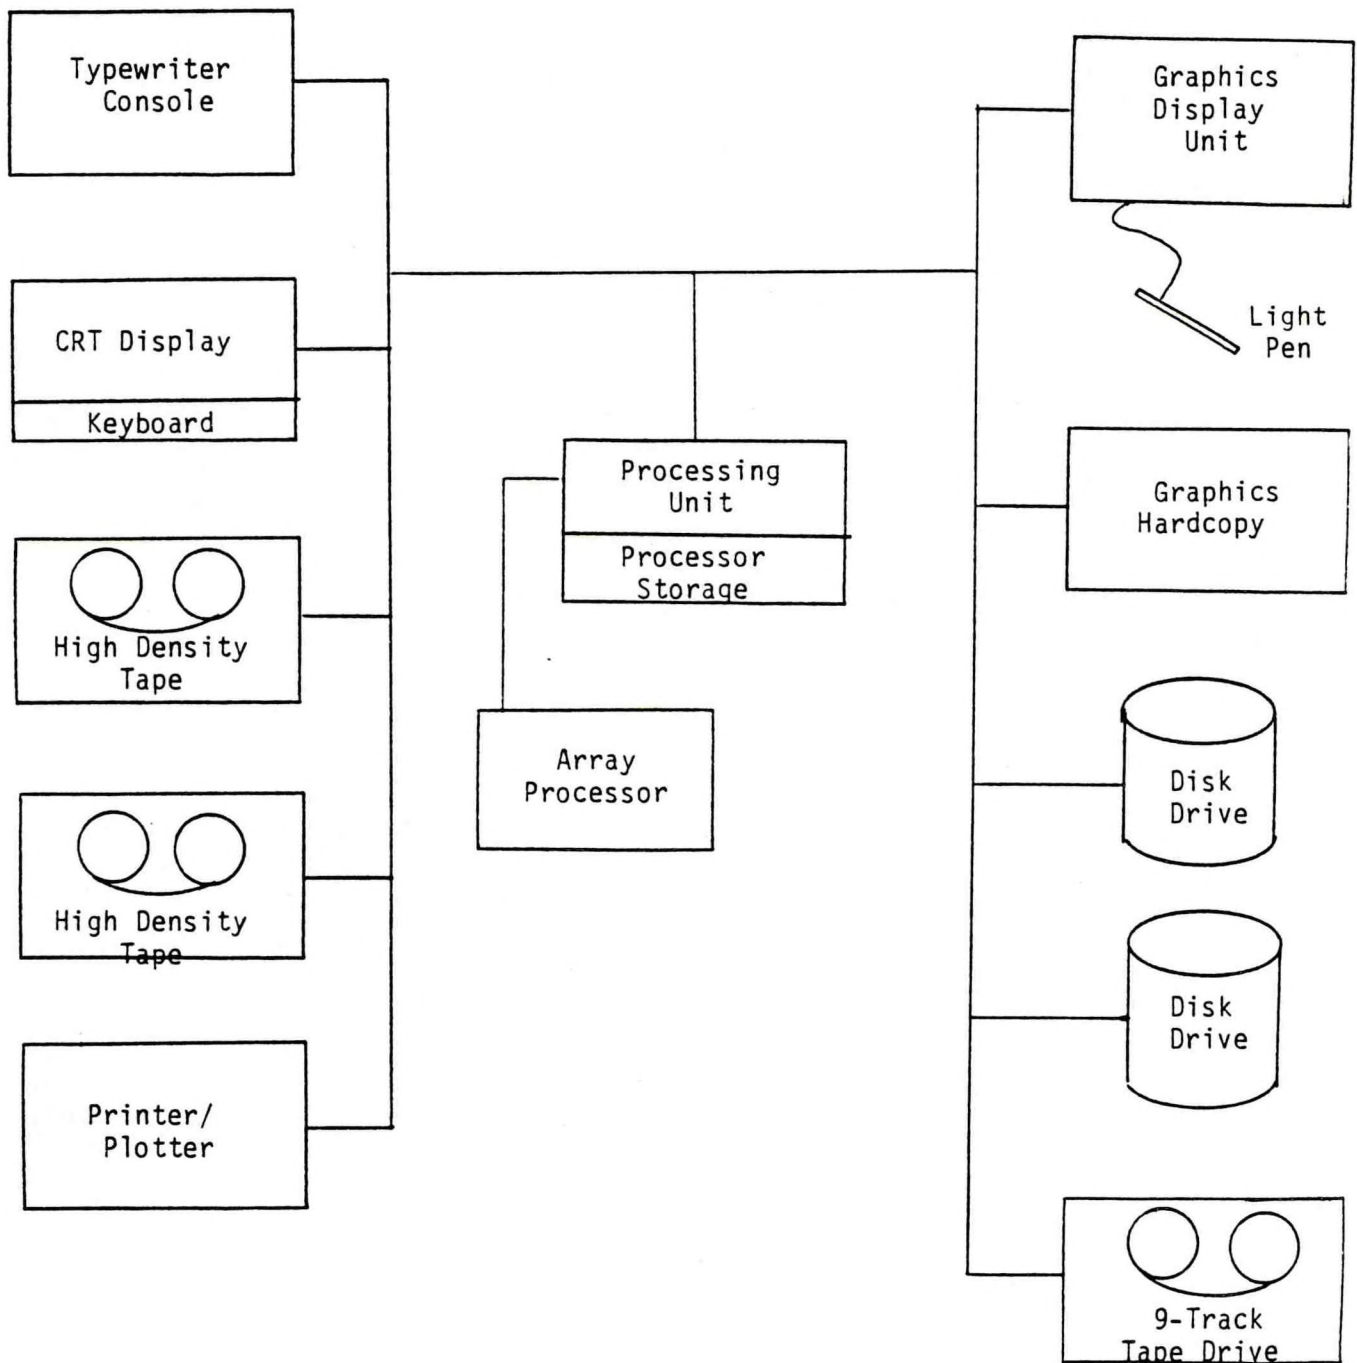 Typewriter
Console
CRT Display
Keyboard
High Density
Tape
High Density
Tape
Printer/
Plotter
Processing
Unit
Processor
Storage
Array
Processor
Graphics
Display
Unit
Light
Pen
Graphics
Hardcopy
Disk
Drive
Disk
Drive
9-Track
Tape Drive